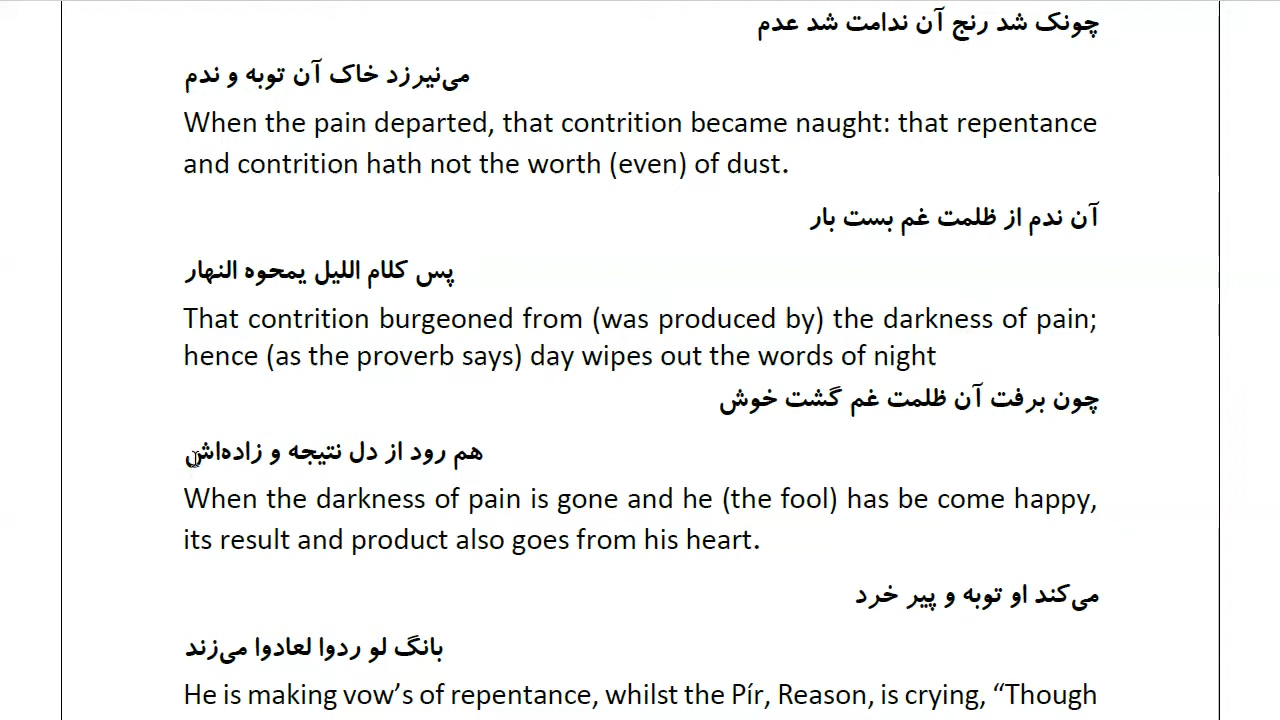 چونک شد رنج آن ندامت شد عدم
می‌نیرزد خاک آن توبه و ندم
When the pain departed, that contrition became naught: that repentance
and contrition hath not the worth (even) of dust.
آن ندم از ظلمت غم بست بار
پس کلام اللیل یمحوه النهار
That contrition burgeoned from (was produced by) the darkness of pain;
hence (as the proverb says) day wipes out the words of night
چون برفت آن ظلمت غم گشت خوش
هم رود از دل نتیجه و زاده‌اش
When the darkness of pain is gone and he (the fool) has be come happy,
its result and product also goes from his heart.
می‌کند او توبه و پیر خرد
بانگ لو ردوا لعادوا می‌زند
He is making vow’s of repentance, whilst the Pír, Reason, is crying, “Though